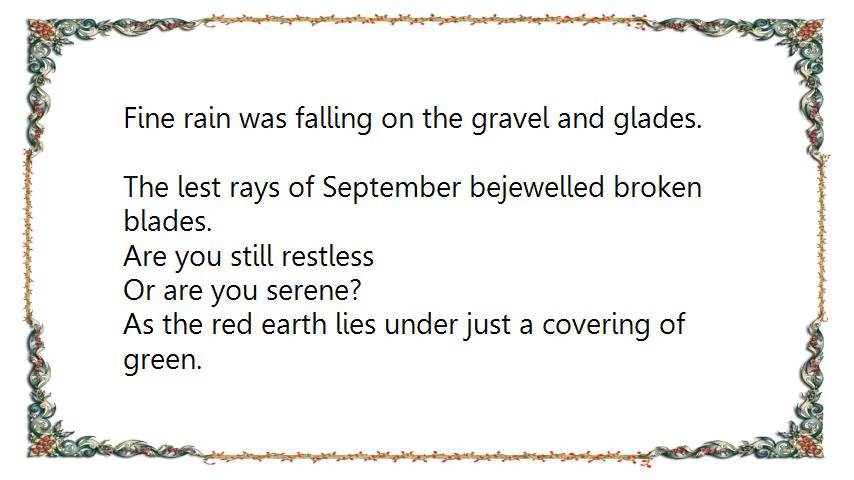 Fine rain was falling on the gravel and glades.
The lest rays of September bejewelled broken
blades.
Are you still restless
Or are you serene?
As the red earth lies under just a covering of
green.